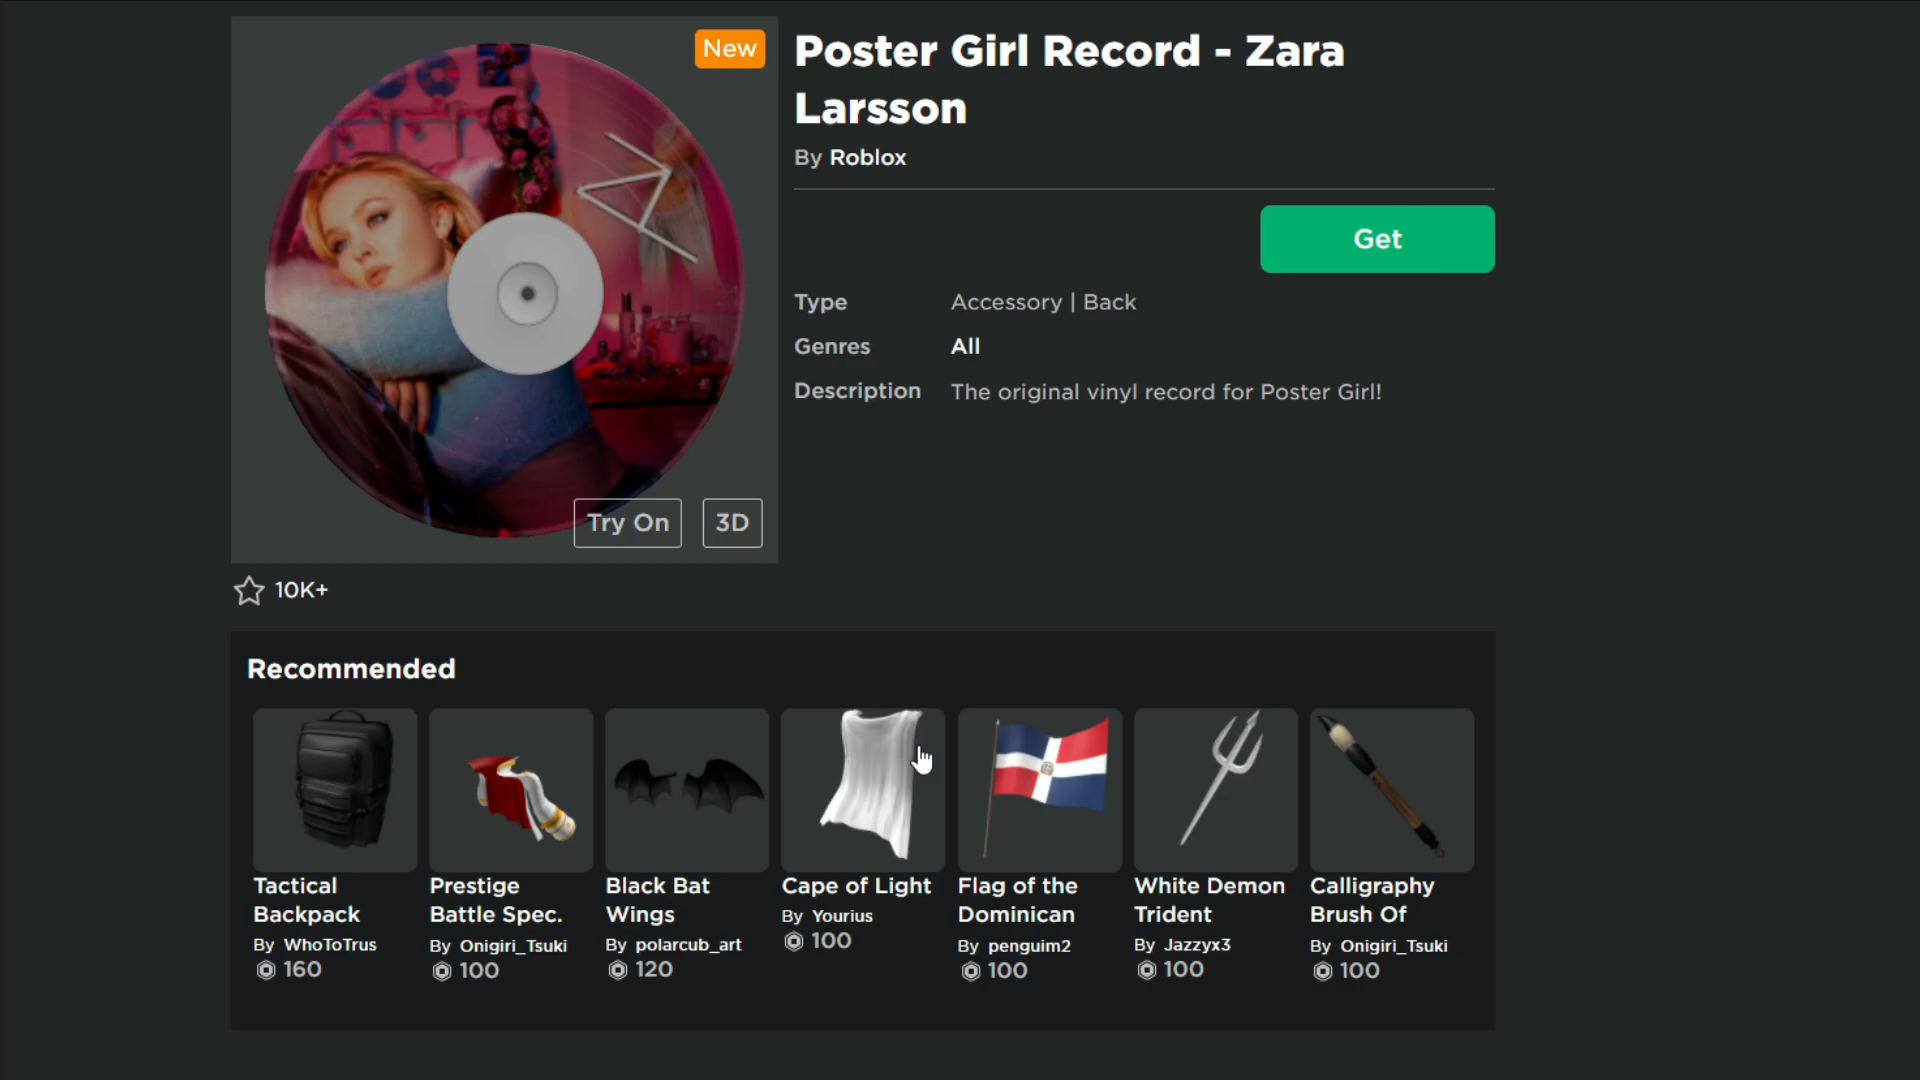 New
Poster Girl Record - Zara
Larsson
By Roblox
Get
Type Accessory | Back
Genres All
Description The original vinyl record for Poster Girl!
Try On 3D
10K+
Recommended
Tactical
Backpack
By WhoToTrus
160
Prestige
Battle Spec.
By Onigiri_Tsuki
100
Black Bat
Wings
By polarcub_art
120
Cape of Light
By Yourius
100
Flag of the
Dominican
By penguim2
100
White Demon
Trident
By Jazzyx3
100
Calligraphy
Brush Of
By Onigiri_Tsuki
100